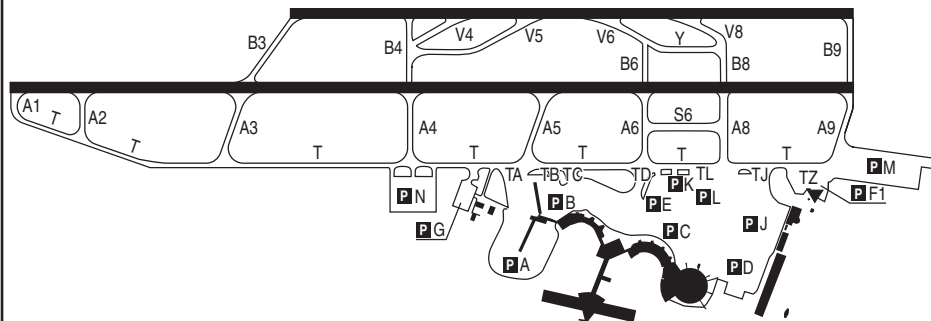 B3 B4 V4 V5 V6 Y V8 B9
B6 B8
A1 T A2 A3 A4 A5 A6 S6 A8 A9
T T T T T T
TA TB TC TD TL TJ TZ P M
P N P K P F1
P B P E P L
P G P C P J
P A P D